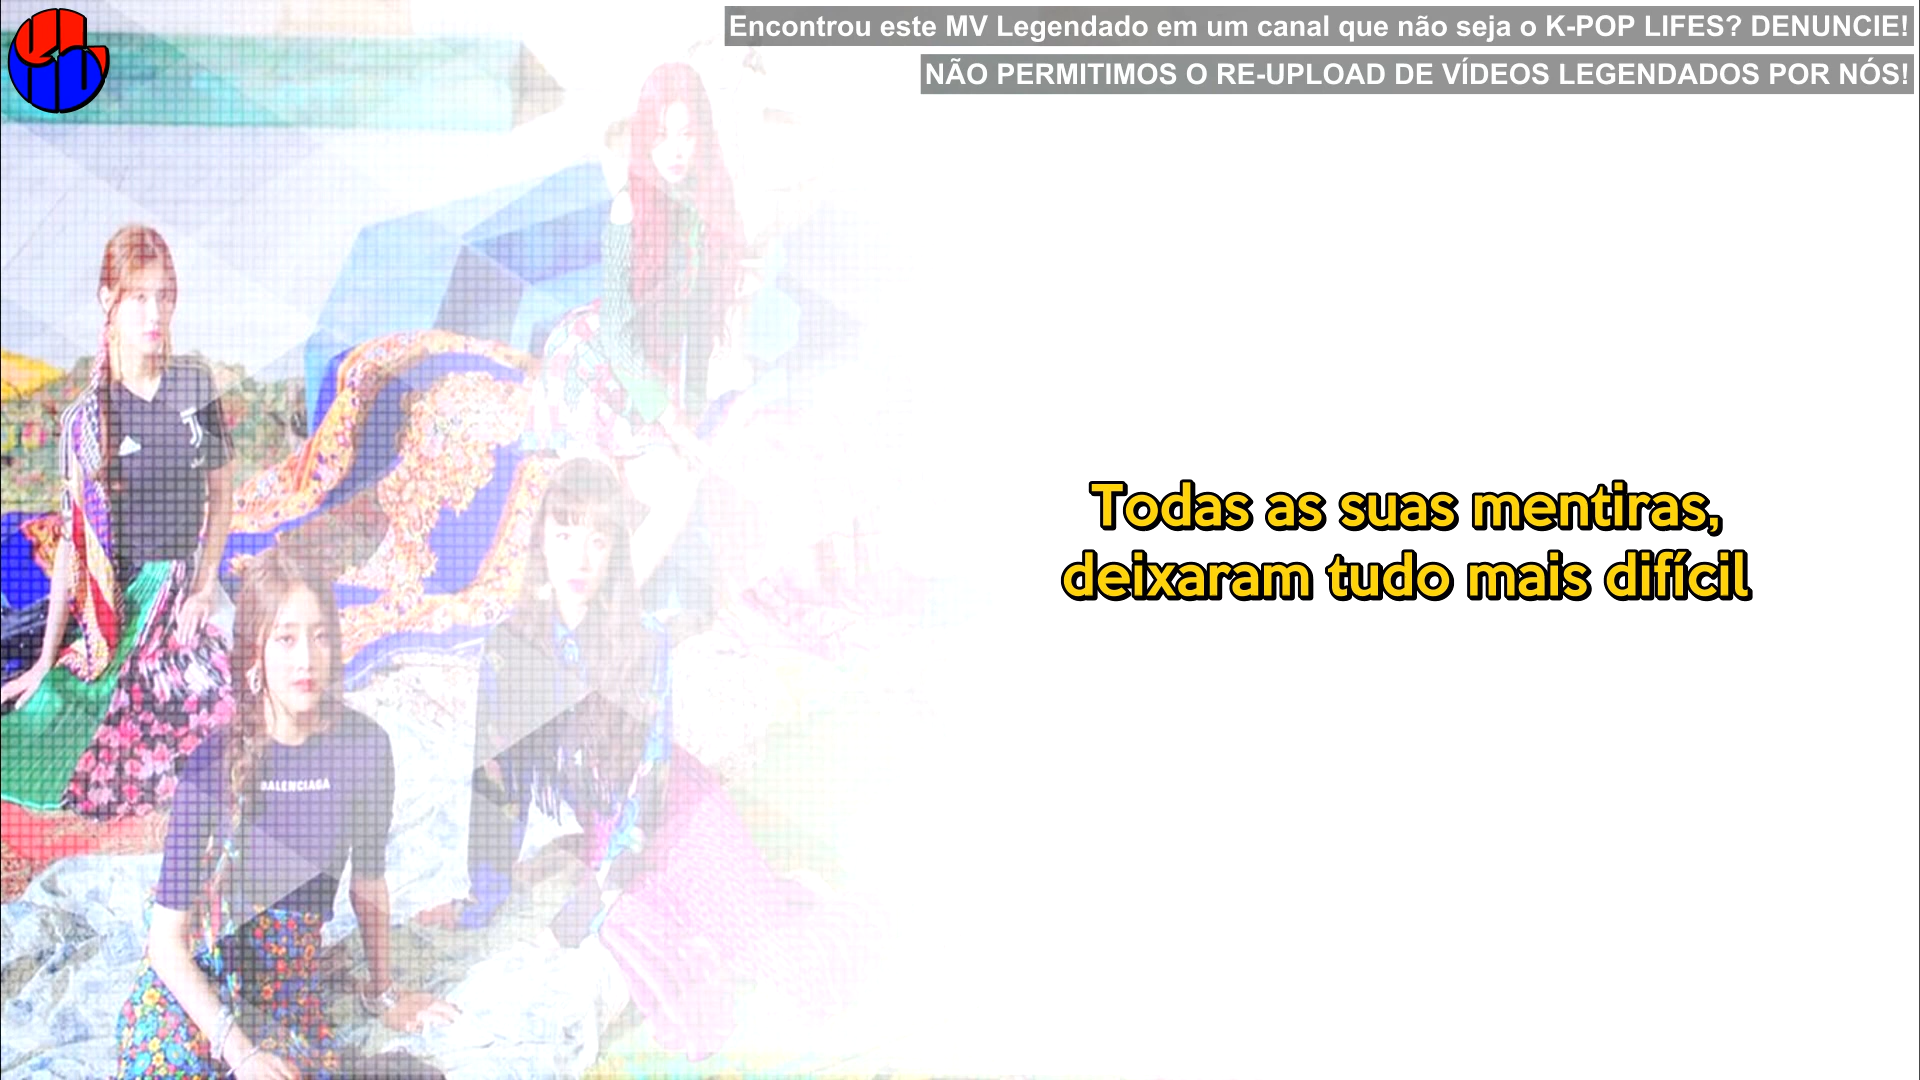 Encontrou este MV Legendado em um canal que não seja o K-POP LIFES? DENUNCIE!
NÃO PERMITIMOS O RE-UPLOAD DE VÍDEOS LEGENDADOS POR NÓS!
Todas as suas mentiras,
deixaram tudo mais difícil
BALENCIAGA